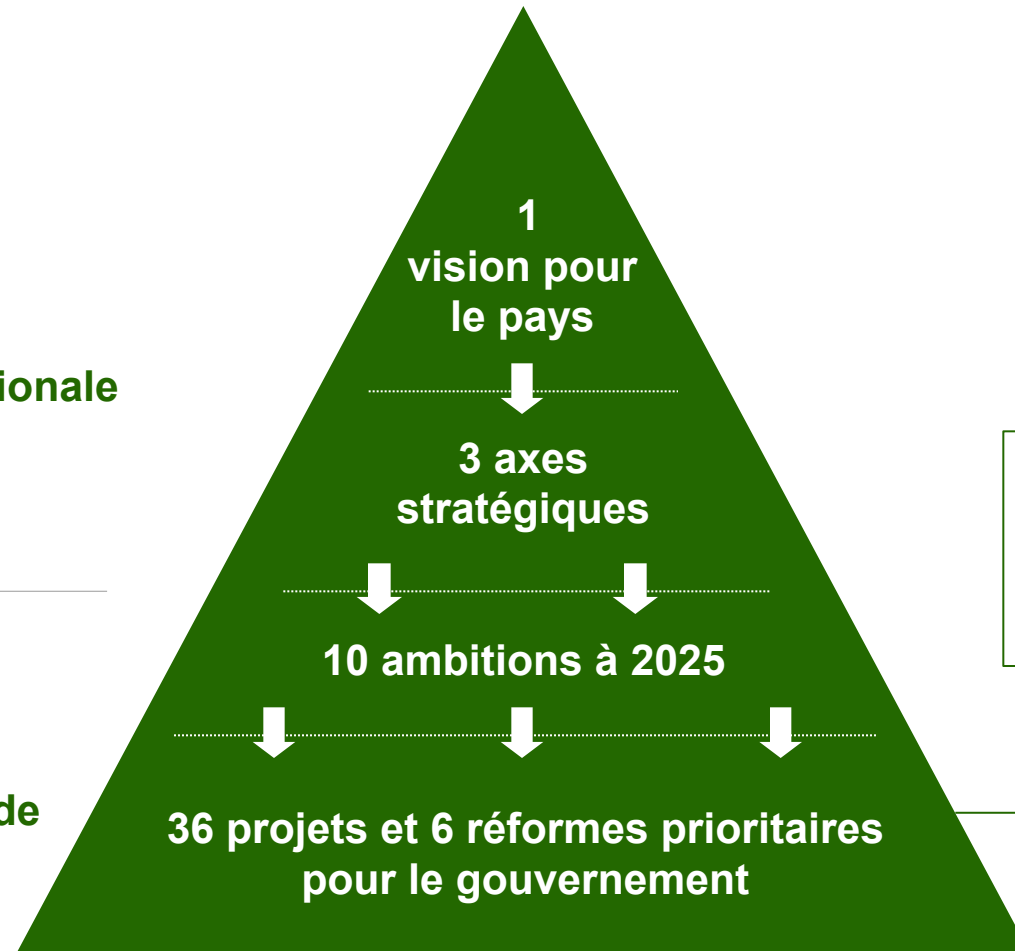 1
vision pour
le pays
ionale
3 axes
stratégiques
10 ambitions à 2025
de
36 projets et 6 réformes prioritaires
pour le gouvernement